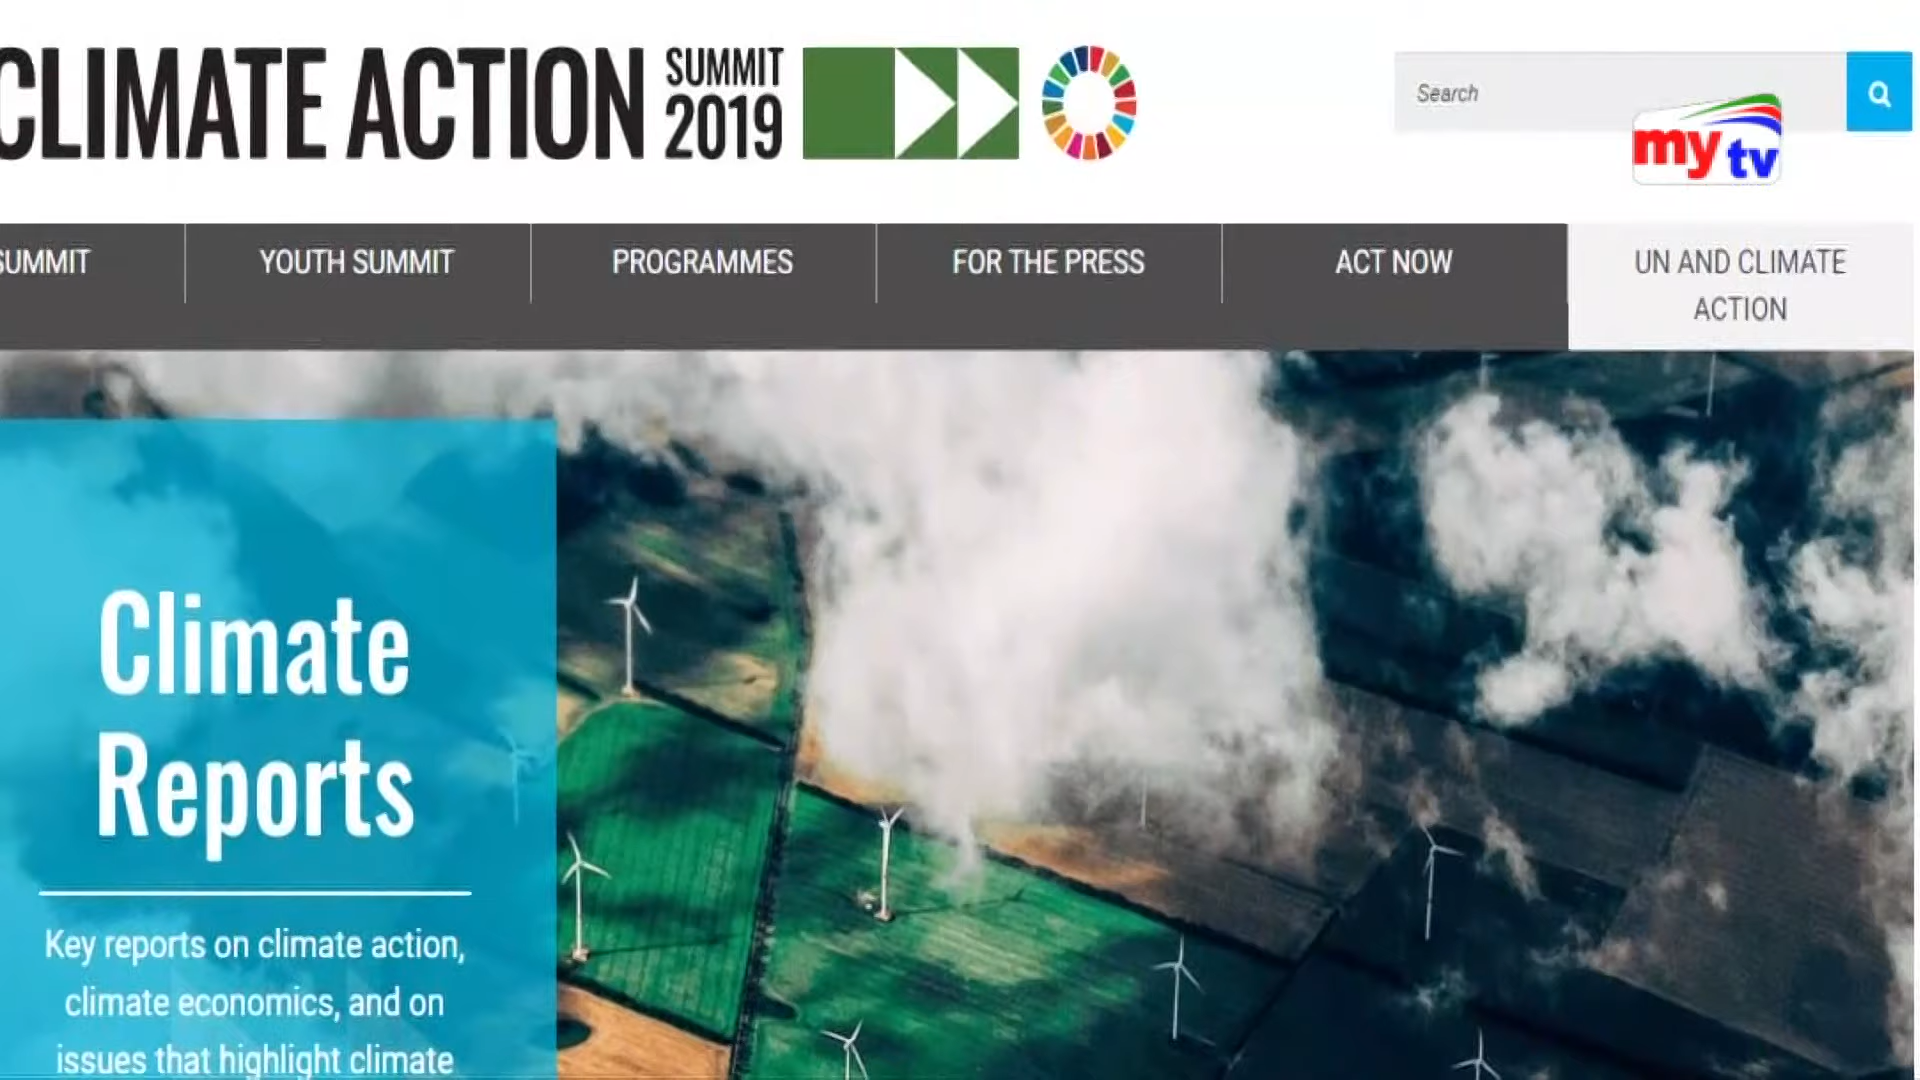 CLIMATE ACTION SUMMIT 2019
Search
my tv
SUMMIT
YOUTH SUMMIT
PROGRAMMES
FOR THE PRESS
ACT NOW
UN AND CLIMATE
ACTION
Climate
Reports
Key reports on climate action,
climate economics, and on
issues that highlight climate